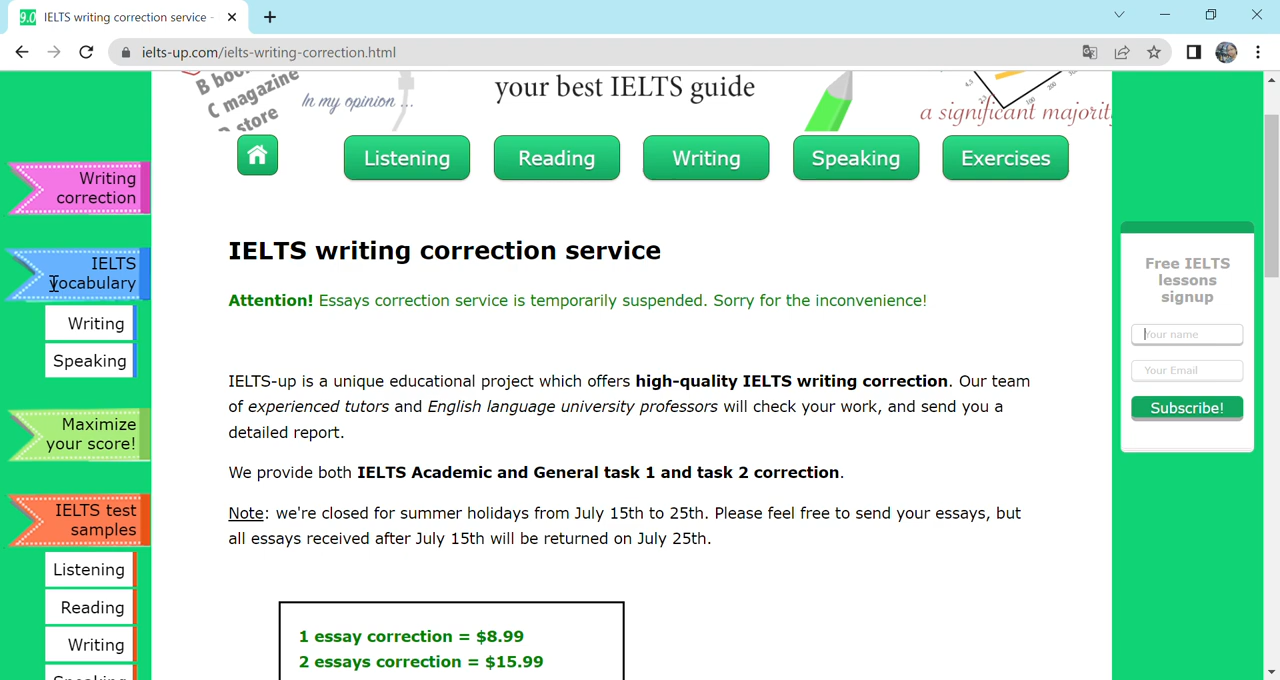 9.0 IELTS writing correction service -
ielts-up.com/ielts-writing-correction.html
B
C magazine
store
In my opinion ...
your best IELTS guide
a significant majorit
Listening
Reading
Writing
Speaking
Exercises
Writing
correction
IELTS
Vocabulary
Writing
Speaking
Maximize
your score!
IELTS test
samples
Listening
Reading
Writing
Speaking
IELTS writing correction service
Attention! Essays correction service is temporarily suspended. Sorry for the inconvenience!
IELTS-up is a unique educational project which offers high-quality IELTS writing correction. Our team
of experienced tutors and English language university professors will check your work, and send you a
detailed report.
We provide both IELTS Academic and General task 1 and task 2 correction.
Note: we're closed for summer holidays from July 15th to 25th. Please feel free to send your essays, but
all essays received after July 15th will be returned on July 25th.
1 essay correction = $8.99
2 essays correction = $15.99
Free IELTS
lessons
signup
Your name
Your Email
Subscribe!